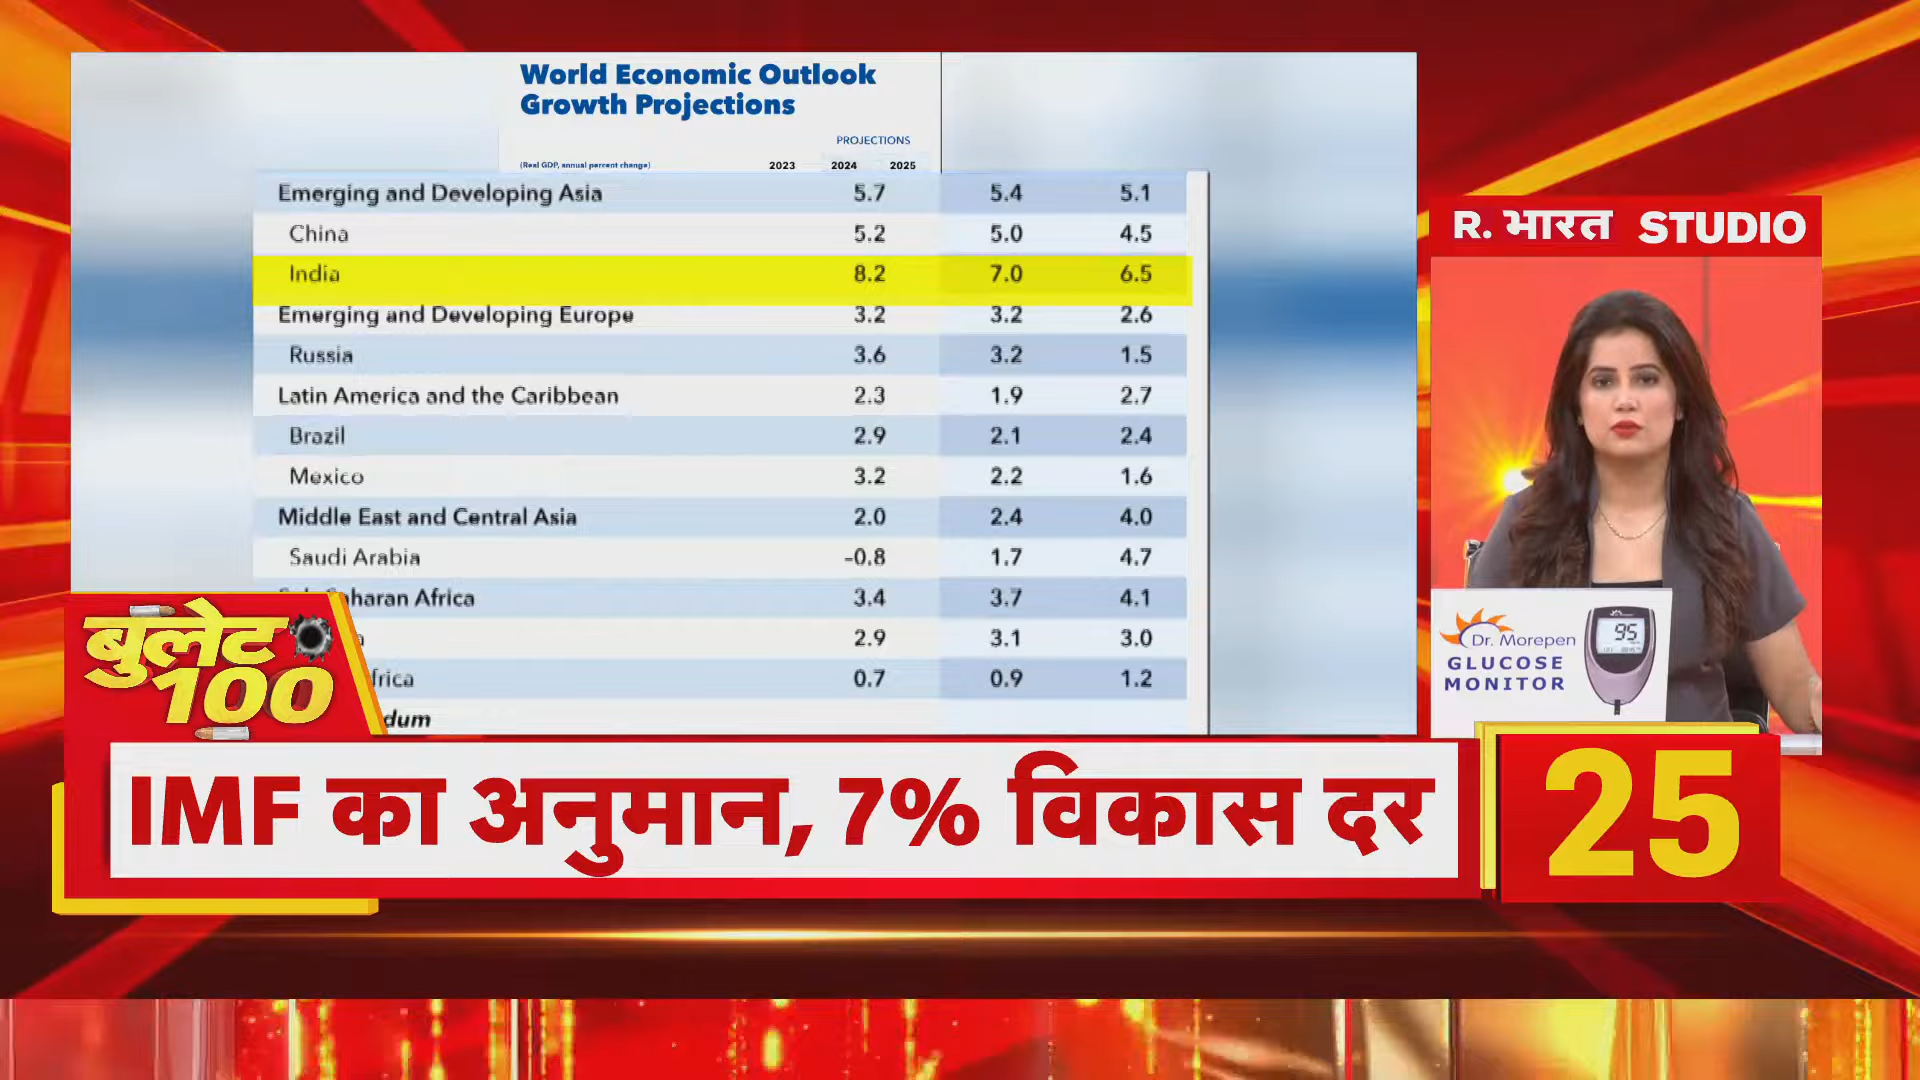 World Economic Outlook
Growth Projections
PROJECTIONS
(Real GDP, annual percent change) 2023 2024 2025
Emerging and Developing Asia 5.7 5.4 5.1
China 5.2 5.0 4.5
India 8.2 7.0 6.5
Emerging and Developing Europe 3.2 3.2 2.6
Russia 3.6 3.2 1.5
Latin America and the Caribbean 2.3 1.9 2.7
Brazil 2.9 2.1 2.4
Mexico 3.2 2.2 1.6
Middle East and Central Asia 2.0 2.4 4.0
Saudi Arabia -0.8 1.7 4.7
Saharan Africa 3.4 3.7 4.1
2.9 3.1 3.0
frica 0.7 0.9 1.2
dum
R. भारत STUDIO
Dr. Morepen
GLUCOSE
MONITOR
95
बुलेट
100
IMF का अनुमान, 7% विकास दर
25